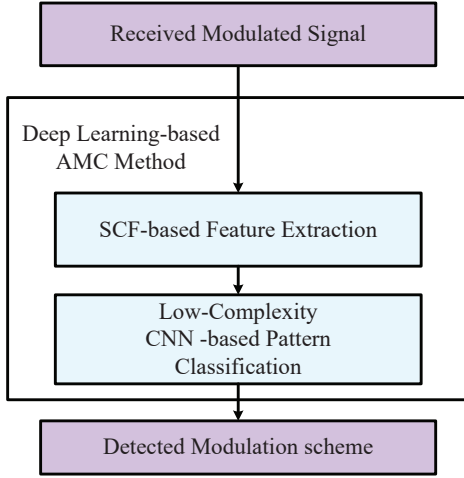 Received Modulated Signal
Deep Learning-based
AMC Method
SCF-based Feature Extraction
Low-Complexity
CNN -based Pattern
Classification
Detected Modulation scheme